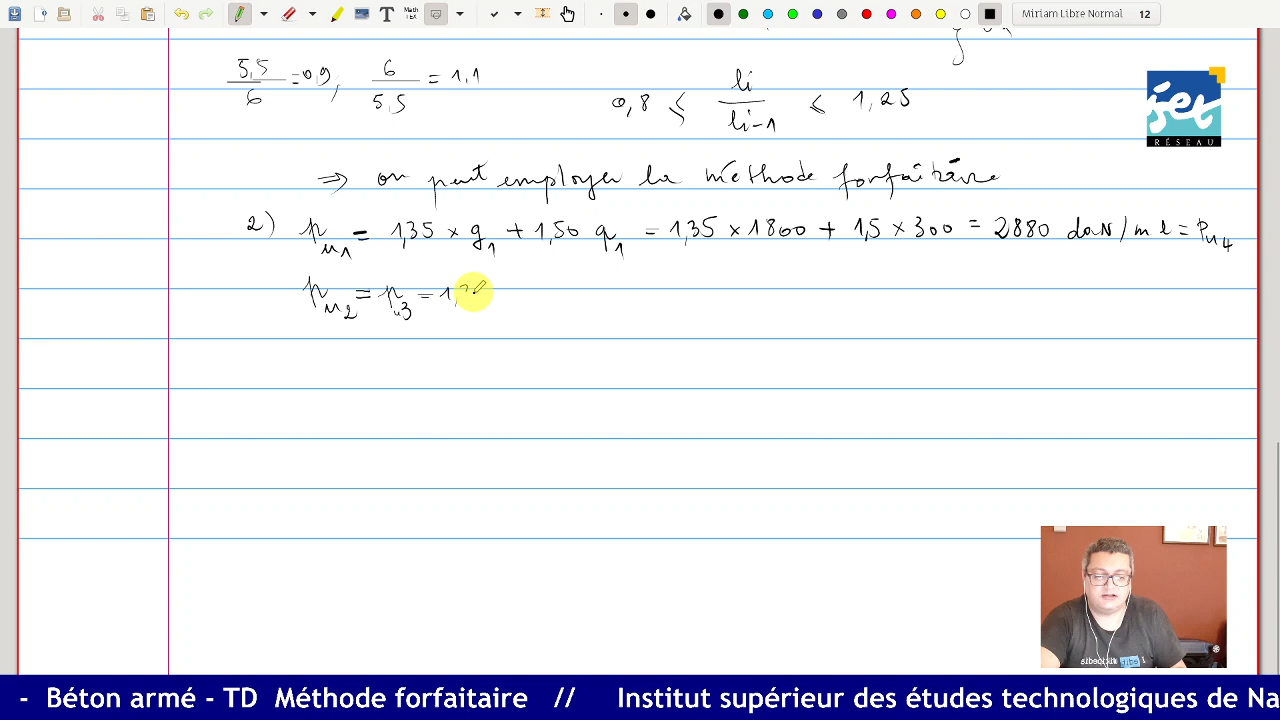 Miriam Libre Normal 12
5,5/6 = 0,9, 6/5,5 = 1,1
0,8 ≤ li/li-1 ≤ 1,25
iset
RÉSEAU
⇒ on peut employer la méthode forfaitaire
2) pu1 = 1,35 × g1 + 1,50 q1 = 1,35 × 1800 + 1,5 × 300 = 2880 daN/ml = Pu4
pu2 = pu3 = 1,
- Béton armé - TD Méthode forfaitaire // Institut supérieur des études technologiques de Na